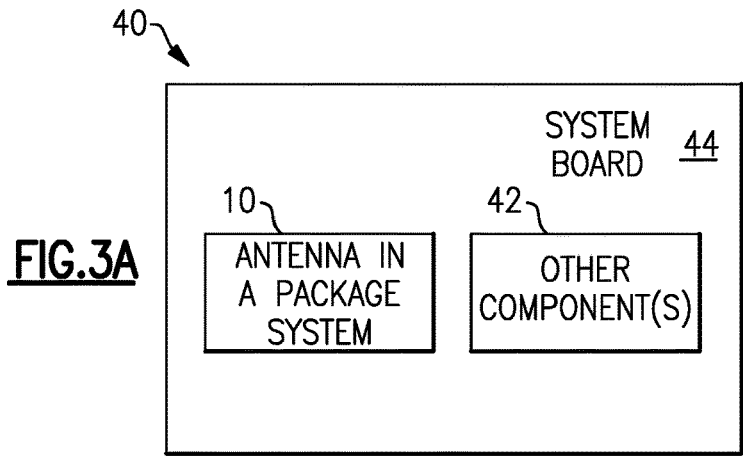 40
SYSTEM
BOARD
44
10
42
FIG.3A
ANTENNA IN
A PACKAGE
SYSTEM
OTHER
COMPONENT(S)